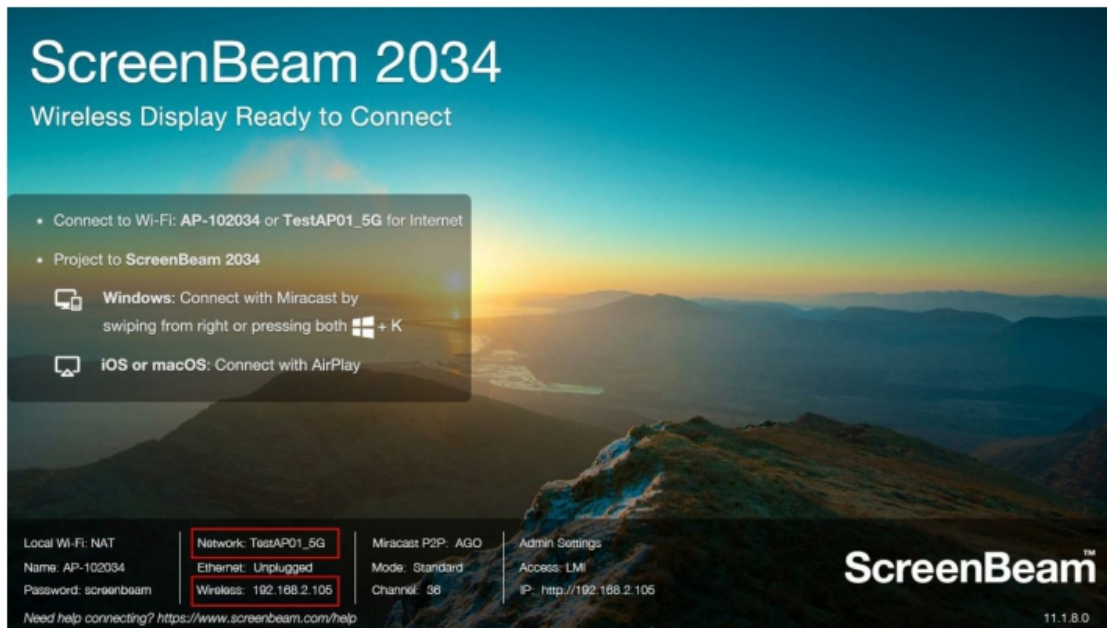 ScreenBeam 2034
Wireless Display Ready to Connect
• Connect to Wi-Fi: AP-102034 or TestAP01_5G for Internet
• Project to ScreenBeam 2034
Windows: Connect with Miracast by
swiping from right or pressing both + K
iOS or macOS: Connect with AirPlay
Local Wi-Fi: NAT
Name: AP-102034
Password: screenbeam
Network: TestAP01_5G
Ethernet: Unplugged
Wireless: 192.168.2.105
Miracast P2P: AGO
Mode: Standard
Channel: 36
Admin Settings
Access: LMI
IP: http://192.168.2.105
ScreenBeam™
Need help connecting? https://www.screenbeam.com/help
11.1.8.0